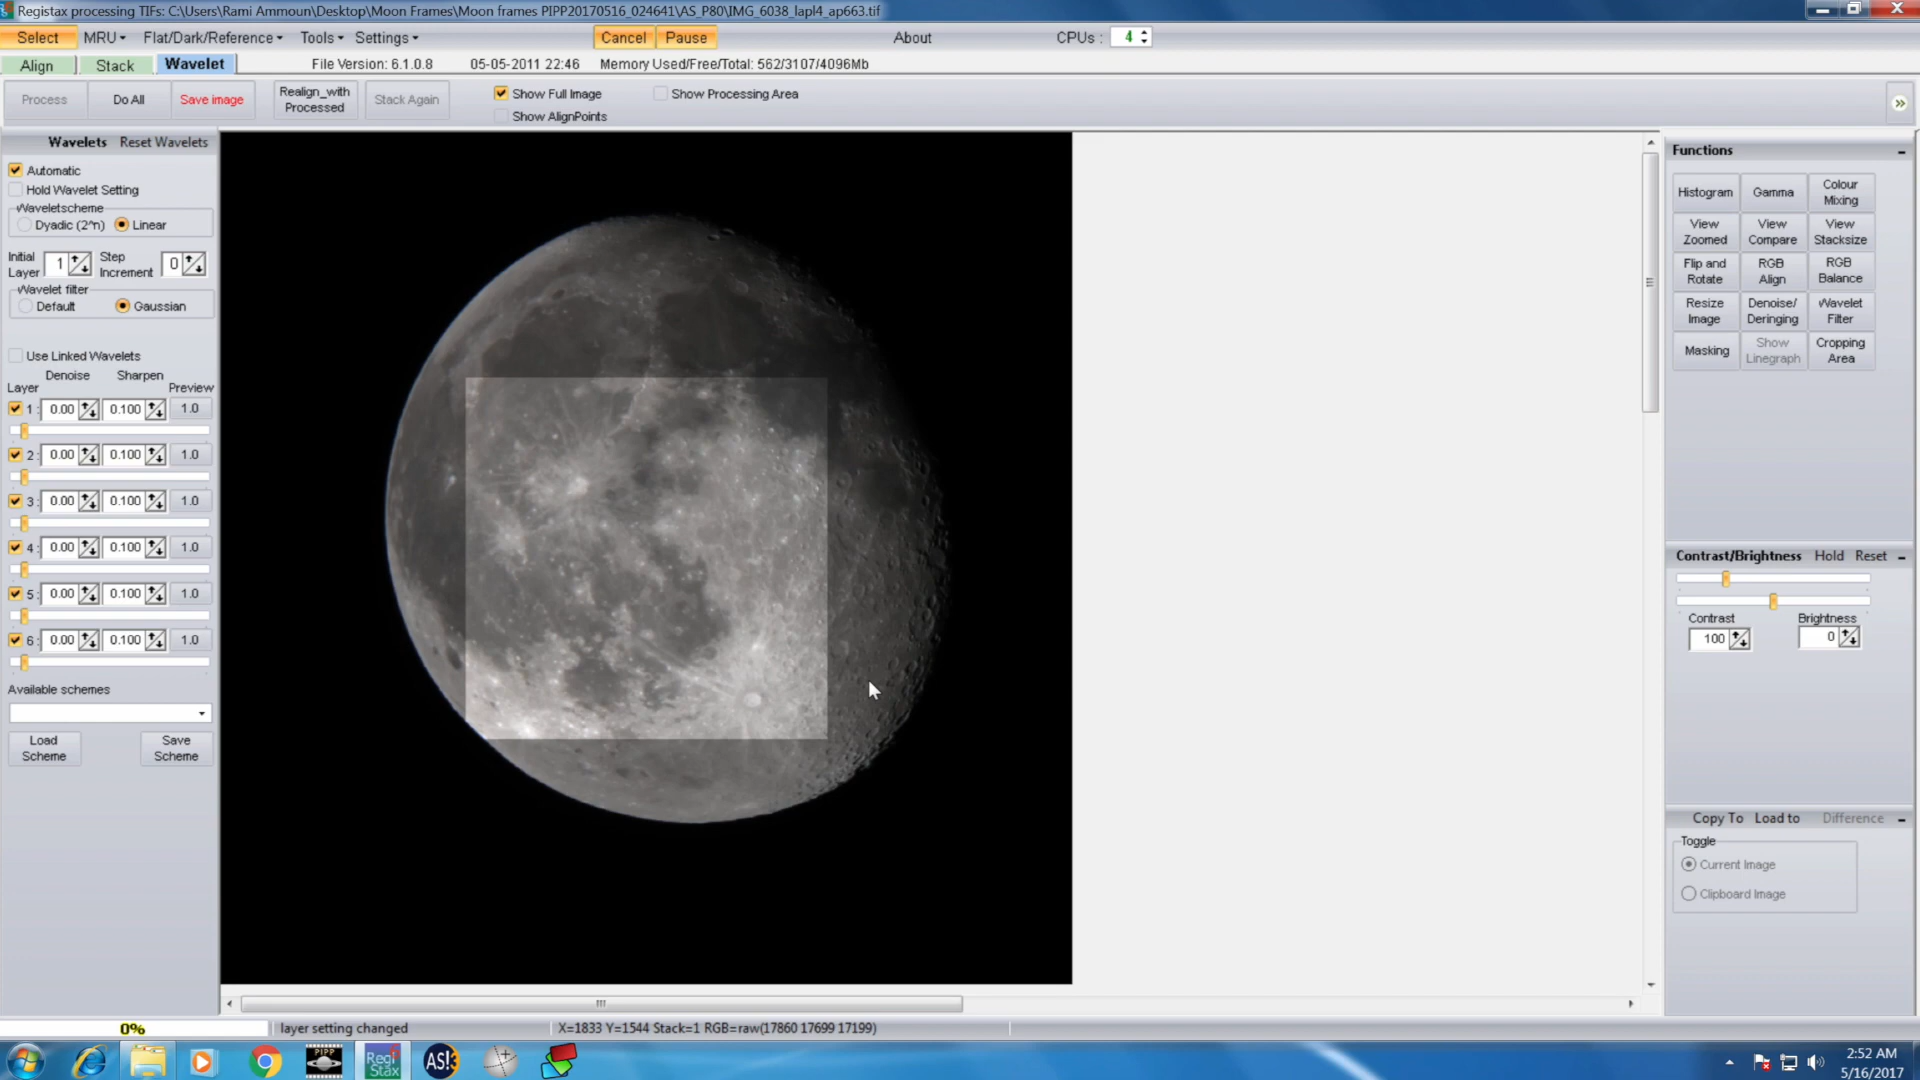 Registax processing TIFs: C:\Users\Rami Ammoun\Desktop\Moon Frames\Moon frames PIPP20170516_024641\AS_P80\IMG_6038_lapl4_ap663.tif
Select MRU Flat/Dark/Reference Tools Settings Cancel Pause About CPUs : 4
Align Stack Wavelet File Version: 6.1.0.8 05-05-2011 22:46 Memory Used/Free/Total: 562/3107/4096Mb
Process Do All Save image Realign_with Processed Stack Again Show Full Image Show Processing Area
Show AlignPoints
Wavelets Reset Wavelets
Automatic
Hold Wavelet Setting
Waveletscheme
Dyadic (2^n) Linear
Initial Layer 1 Step Increment 0
Wavelet filter
Default Gaussian
Use Linked Wavelets
Denoise Sharpen
Layer Preview
1 : 0.00 0.100 1.0
2 : 0.00 0.100 1.0
3 : 0.00 0.100 1.0
4 : 0.00 0.100 1.0
5 : 0.00 0.100 1.0
6 : 0.00 0.100 1.0
Available schemes
Load Scheme
Save Scheme
Functions
Histogram Gamma Colour Mixing
View Zoomed View Compare View Stacksize
Flip and Rotate RGB Align RGB Balance
Resize Image Denoise/ Deringing Wavelet Filter
Masking Show Linegraph Cropping Area
Contrast/Brightness Hold Reset
Contrast Brightness
100 0
Copy To Load to Difference
Toggle
Current Image
Clipboard Image
0% layer setting changed X=1833 Y=1544 Stack=1 RGB=raw(17860 17699 17199)
PIPP
Regi Stax 6
AS!3
2:52 AM
5/16/2017